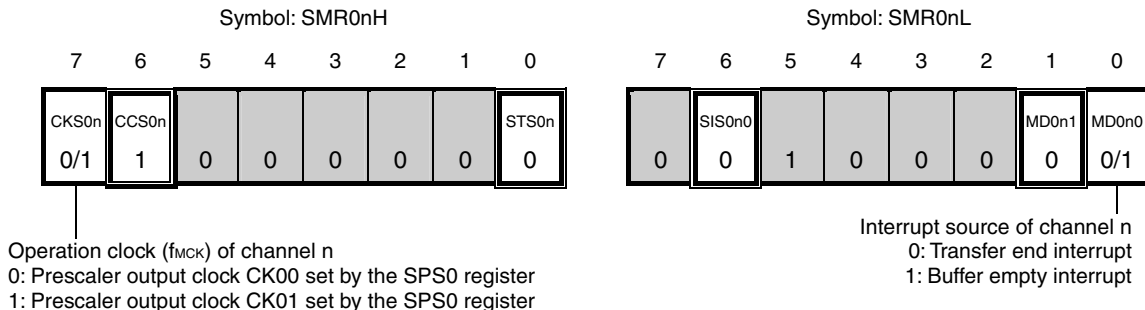 Symbol: SMR0nH
7 6 5 4 3 2 1 0
CKS0n CCS0n STS0n
0/1 1 0 0 0 0 0 0
Operation clock (fMCK) of channel n
0: Prescaler output clock CK00 set by the SPS0 register
1: Prescaler output clock CK01 set by the SPS0 register
Symbol: SMR0nL
7 6 5 4 3 2 1 0
SIS0n0 MD0n1 MD0n0
0 0 1 0 0 0 0 0/1
Interrupt source of channel n
0: Transfer end interrupt
1: Buffer empty interrupt